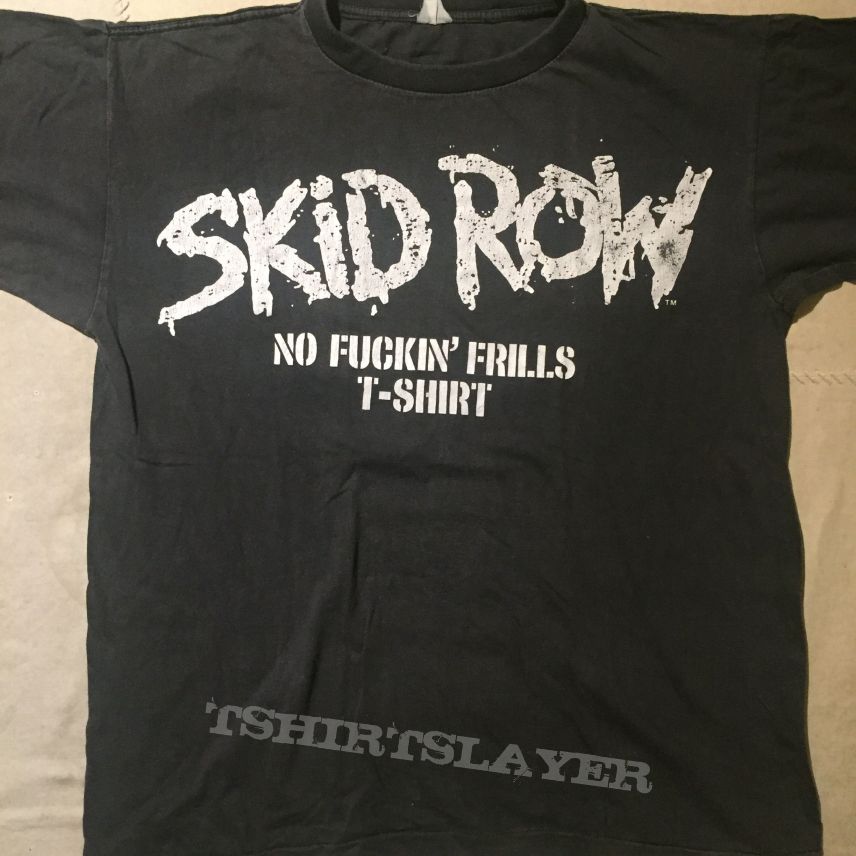 SKiD ROW
TM
NO FUCKIN' FRILLS
T-SHIRT
TSHIRTSLAYER